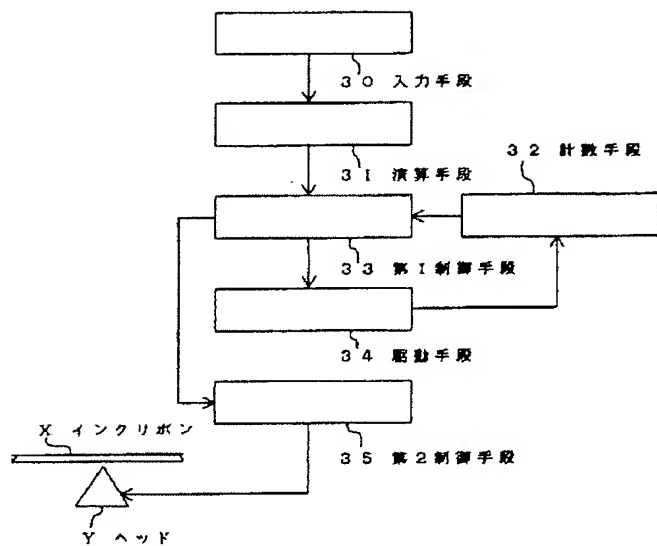 30 入力手段
31 演算手段
32 計数手段
33 第1制御手段
34 駆動手段
35 第2制御手段
X インクリボン
Y ヘッド